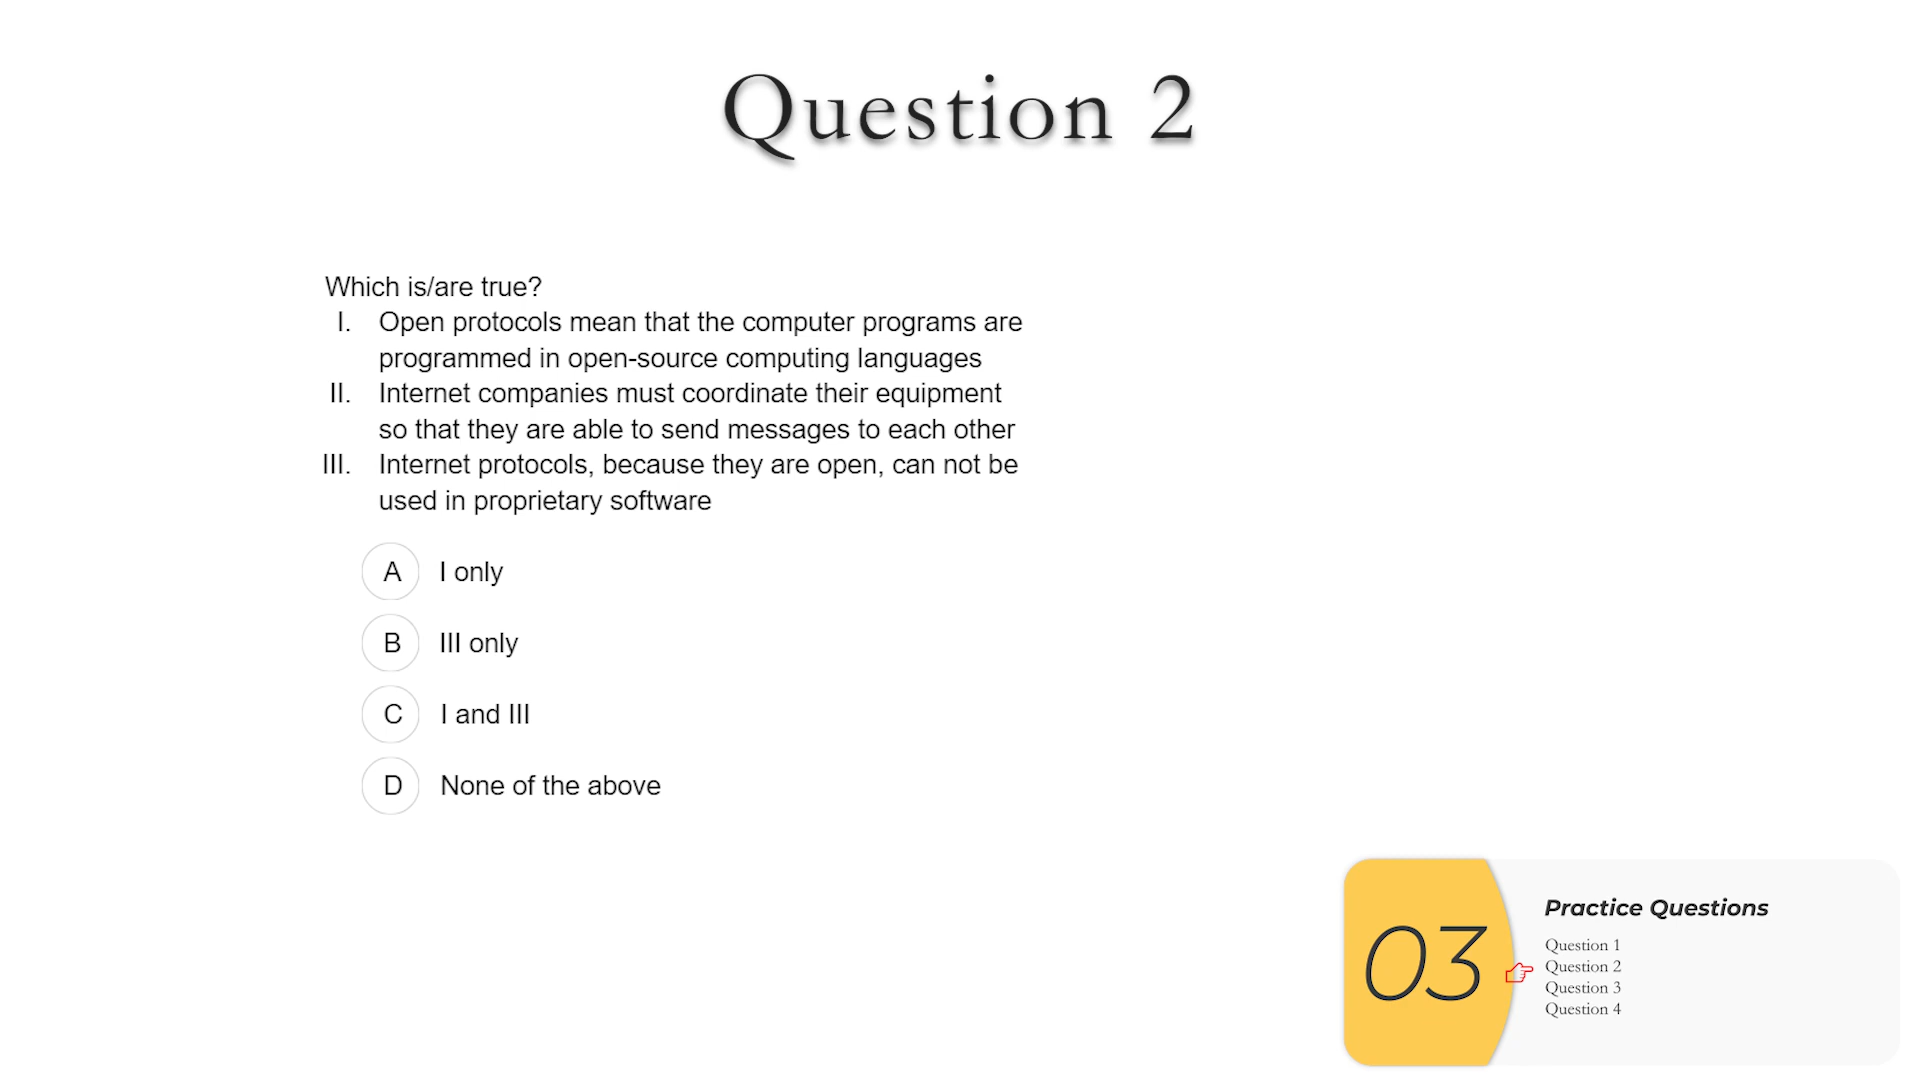 Question 2
Which is/are true?
I. Open protocols mean that the computer programs are
programmed in open-source computing languages
II. Internet companies must coordinate their equipment
so that they are able to send messages to each other
III. Internet protocols, because they are open, can not be
used in proprietary software
A I only
B III only
C I and III
D None of the above
03
Practice Questions
Question 1
Question 2
Question 3
Question 4